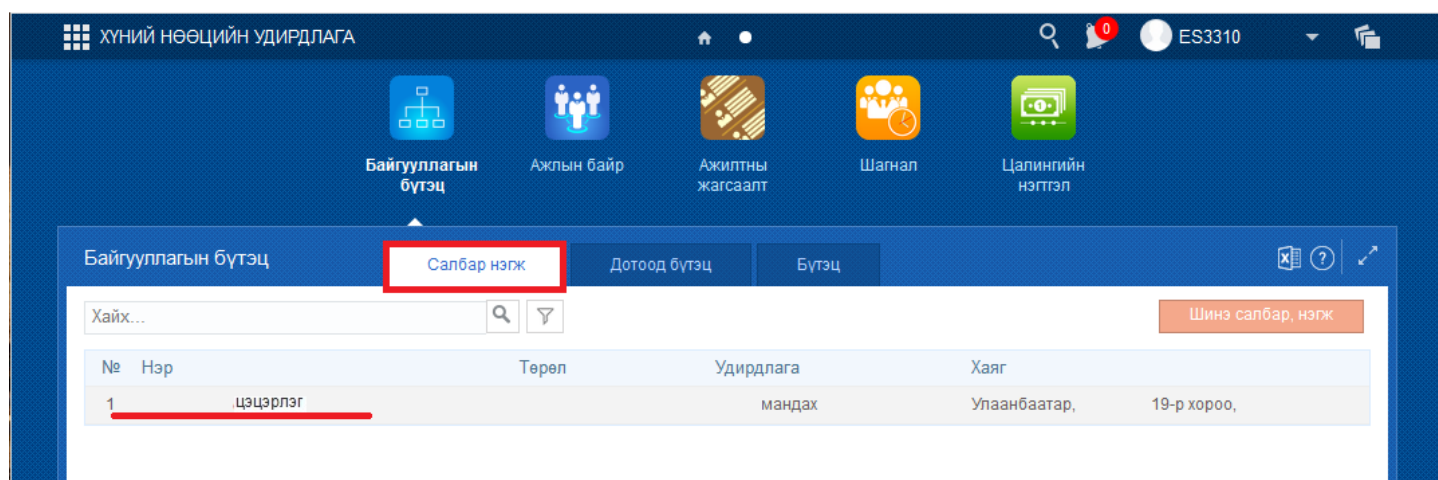 ХҮНИЙ НӨӨЦИЙН УДИРДЛАГА 0 ES3310
Байгууллагын бүтэц
Ажлын байр
Ажилтны жагсаалт
Шагнал
Цалингийн нэгтгэл
Байгууллагын бүтэц Салбар нэгж Дотоод бүтэц Бүтэц
Хайх... Шинэ салбар, нэгж
№ Нэр Төрөл Удирдлага Хаяг
1 цэцэрлэг мандах Улаанбаатар, 19-р хороо,